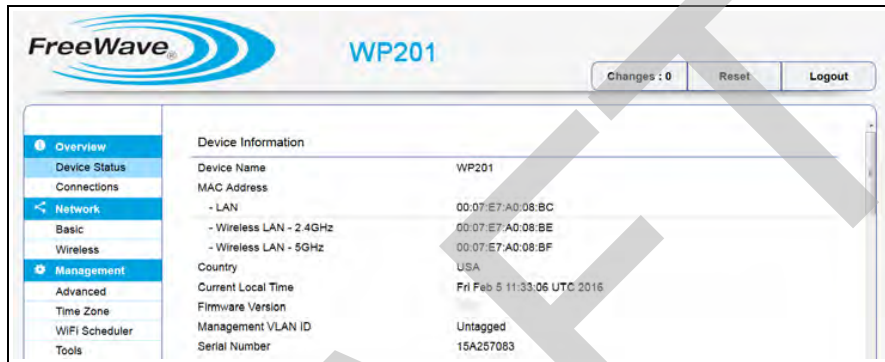 FreeWave®
WP201
Changes : 0
Reset
Logout
Overview
Device Status
Connections
Network
Basic
Wireless
Management
Advanced
Time Zone
WiFi Scheduler
Tools
Device Information
Device Name WP201
MAC Address
- LAN 00:07:E7:A0:08:BC
- Wireless LAN - 2.4GHz 00:07:E7:A0:08:BE
- Wireless LAN - 5GHz 00:07:E7:A0:08:BF
Country USA
Current Local Time Fri Feb 5 11:33:06 UTC 2016
Firmware Version
Management VLAN ID Untagged
Serial Number 15A257083